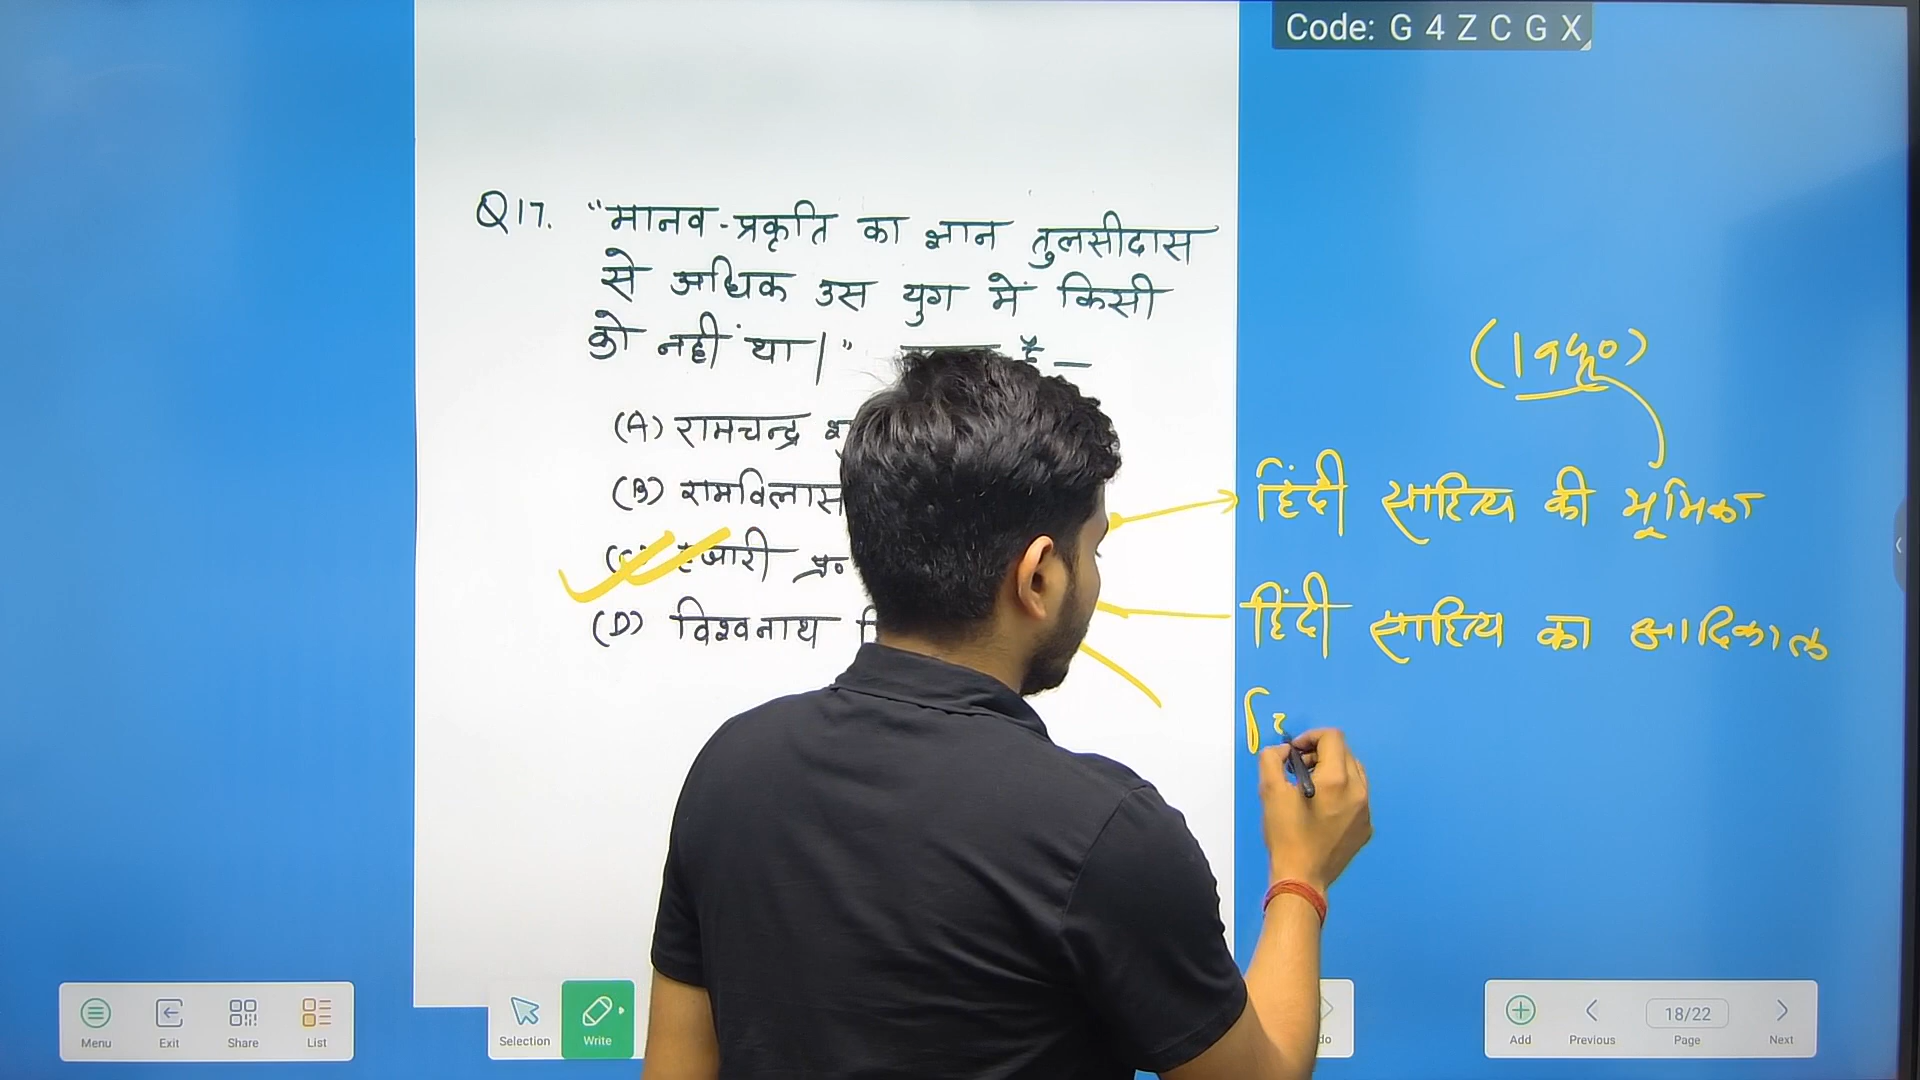 Code: G 4 Z C G X
Q17. "मानव-प्रकृति का ज्ञान तुलसीदास
से अधिक उस युग में किसी
को नहीं था|" है —
(A) रामचन्द्र
(B) रामविलास
(C) हजारी प्र०
(D) विश्वनाथ
(1940)
हिंदी साहित्य की भूमिका
हिंदी साहित्य का आदिकाल
Menu Exit Share List
Selection Write
Add Previous 18/22 Page Next